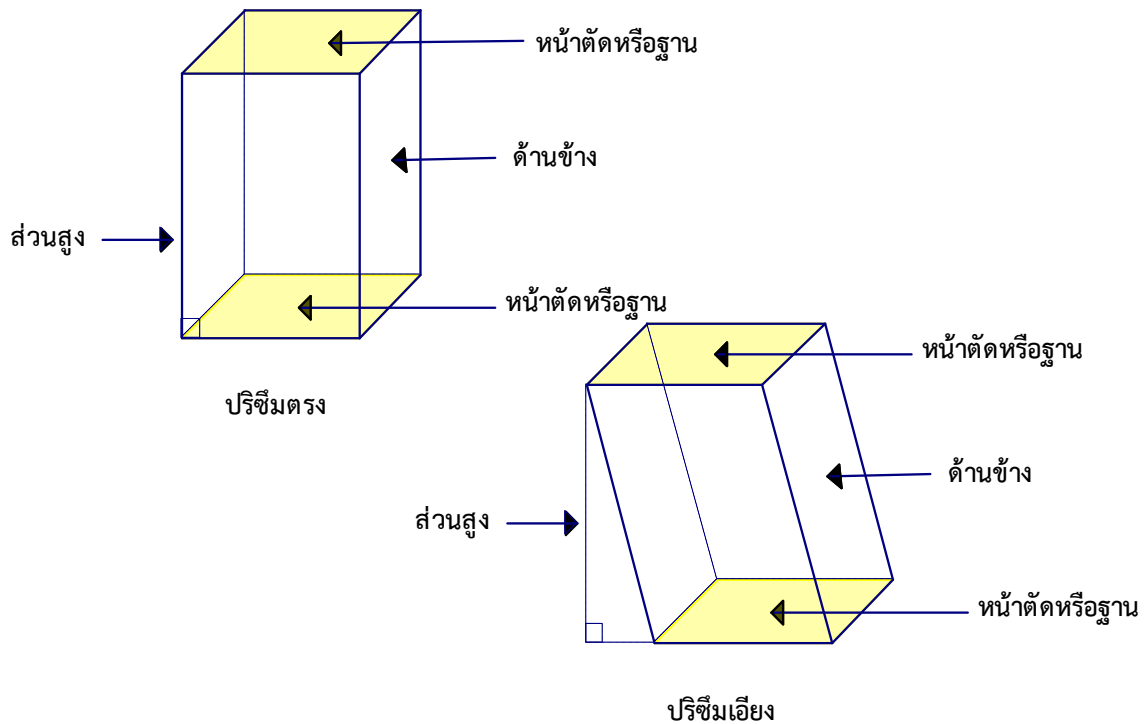 หน้าตัดหรือฐาน
ด้านข้าง
ส่วนสูง
หน้าตัดหรือฐาน
ปริซึมตรง
หน้าตัดหรือฐาน
ด้านข้าง
ส่วนสูง
หน้าตัดหรือฐาน
ปริซึมเอียง